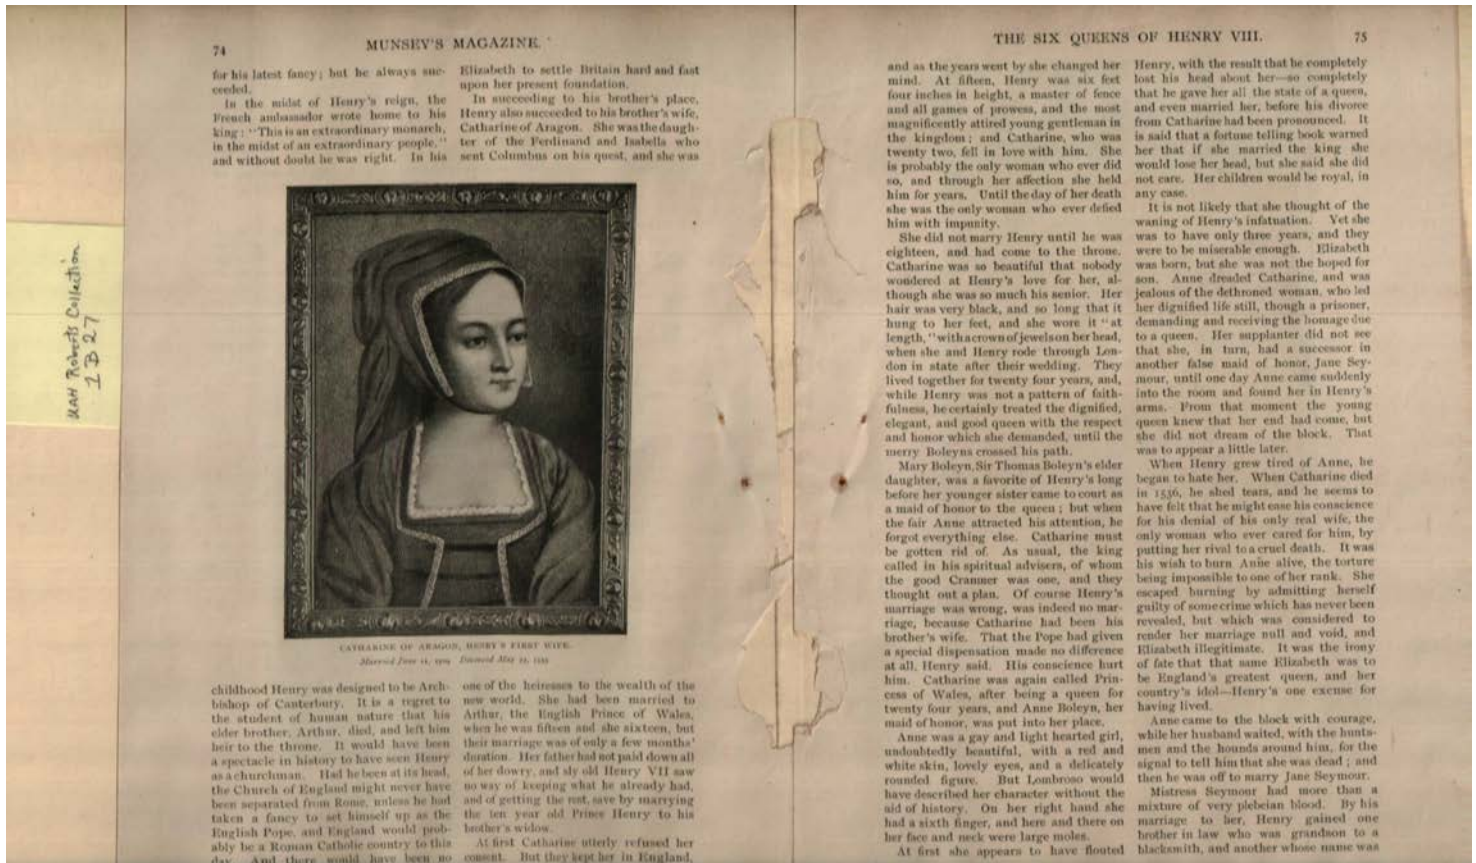 74
MUNSEY'S MAGAZINE.
for his latest fancy; but he always suc-
ceeded.
In the midst of Henry's reign, the
French ambassador wrote home to his
king: "This is an extraordinary monarch,
in the midst of an extraordinary people,"
and without doubt he was right. In his
Elizabeth to settle Britain hard and fast
upon her present foundation.
In succeeding to his brother's place,
Henry also succeeded to his brother's wife,
Catharine of Aragon. She was the daugh-
ter of the Ferdinand and Isabella who
sent Columbus on his quest, and she was
CATHARINE OF ARAGON, HENRY'S FIRST WIFE.
Married June 11, 1509 Divorced May 23, 1533
childhood Henry was designed to be Arch-
bishop of Canterbury. It is a regret to
the student of human nature that his
elder brother, Arthur, died, and left him
heir to the throne. It would have been
a spectacle in history to have seen Henry
as a churchman. Had he been at its head,
the Church of England might never have
been separated from Rome, unless he had
taken a fancy to set himself up as the
English Pope, and England would prob-
ably be a Roman Catholic country to this
day. And there would have been no
one of the heiresses to the wealth of the
new world. She had been married to
Arthur, the English Prince of Wales,
when he was fifteen and she sixteen, but
their marriage was of only a few months'
duration. Her father had not paid down all
of her dowry, and sly old Henry VII saw
no way of keeping what he already had,
and of getting the rest, save by marrying
the ten year old Prince Henry to his
brother's widow.
At first Catharine utterly refused her
consent. But they kept her in England,
THE SIX QUEENS OF HENRY VIII.
75
and as the years went by she changed her
mind. At fifteen, Henry was six feet
four inches in height, a master of fence
and all games of prowess, and the most
magnificently attired young gentleman in
the kingdom; and Catharine, who was
twenty two, fell in love with him. She
is probably the only woman who ever did
so, and through her affection she held
him for years. Until the day of her death
she was the only woman who ever defied
him with impunity.
She did not marry Henry until he was
eighteen, and had come to the throne.
Catharine was so beautiful that nobody
wondered at Henry's love for her, al-
though she was so much his senior. Her
hair was very black, and so long that it
hung to her feet, and she wore it "at
length," with a crown of jewels on her head,
when she and Henry rode through Lon-
don in state after their wedding. They
lived together for twenty four years, and,
while Henry was not a pattern of faith-
fulness, he certainly treated the dignified,
elegant, and good queen with the respect
and honor which she demanded, until the
merry Boleyns crossed his path.
Mary Boleyn, Sir Thomas Boleyn's elder
daughter, was a favorite of Henry's long
before her younger sister came to court as
a maid of honor to the queen; but when
the fair Anne attracted his attention, he
forgot everything else. Catharine must
be gotten rid of. As usual, the king
called in his spiritual advisers, of whom
the good Cranmer was one, and they
thought out a plan. Of course Henry's
marriage was wrong, was indeed no mar-
riage, because Catharine had been his
brother's wife. That the Pope had given
a special dispensation made no difference
at all, Henry said. His conscience hurt
him. Catharine was again called Prin-
cess of Wales, after being a queen for
twenty four years, and Anne Boleyn, her
maid of honor, was put into her place.
Anne was a gay and light hearted girl,
undoubtedly beautiful, with a red and
white skin, lovely eyes, and a delicately
rounded figure. But Lombroso would
have described her character without the
aid of history. On her right hand she
had a sixth finger, and here and there on
her face and neck were large moles.
At first she appears to have flouted
Henry, with the result that he completely
lost his head about her—so completely
that he gave her all the state of a queen,
and even married her, before his divorce
from Catharine had been pronounced. It
is said that a fortune telling book warned
her that if she married the king she
would lose her head, but she said she did
not care. Her children would be royal, in
any case.
It is not likely that she thought of the
waning of Henry's infatuation. Yet she
was to have only three years, and they
were to be miserable enough. Elizabeth
was born, but she was not the hoped for
son. Anne dreaded Catharine, and was
jealous of the dethroned woman, who led
her dignified life still, though a prisoner,
demanding and receiving the homage due
to a queen. Her supplanter did not see
that she, in turn, had a successor in
another false maid of honor, Jane Sey-
mour, until one day Anne came suddenly
into the room and found her in Henry's
arms. From that moment the young
queen knew that her end had come, but
she did not dream of the block. That
was to appear a little later.
When Henry grew tired of Anne, he
began to hate her. When Catharine died
in 1536, he shed tears, and he seems to
have felt that he might ease his conscience
for his denial of his only real wife, the
only woman who ever cared for him, by
putting her rival to a cruel death. It was
his wish to burn Anne alive, the torture
being impossible to one of her rank. She
escaped burning by admitting herself
guilty of some crime which has never been
revealed, but which was considered to
render her marriage null and void, and
Elizabeth illegitimate. It was the irony
of fate that that same Elizabeth was to
be England's greatest queen, and her
country's idol—Henry's one excuse for
having lived.
Anne came to the block with courage,
while her husband waited, with the hunts-
men and the hounds around him, for the
signal to tell him that she was dead; and
then he was off to marry Jane Seymour.
Mistress Seymour had more than a
mixture of very plebeian blood. By his
marriage to her, Henry gained one
brother in law who was grandson to a
blacksmith, and another whose name was
UAH Roberts Collection
1B27